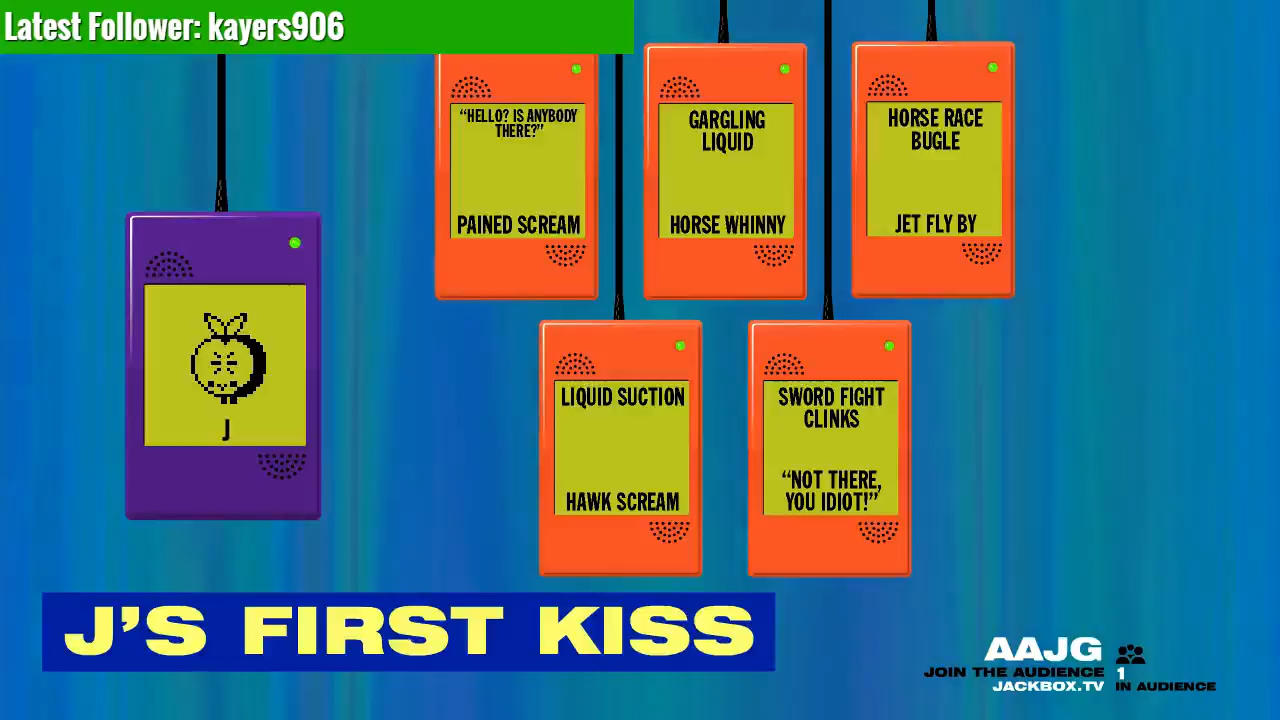 Latest Follower: kayers906
“HELLO? IS ANYBODY
THERE?”
PAINED SCREAM
GARGLING
LIQUID
HORSE WHINNY
HORSE RACE
BUGLE
JET FLY BY
J
LIQUID SUCTION
HAWK SCREAM
SWORD FIGHT
CLINKS
“NOT THERE,
YOU IDIOT!”
J’S FIRST KISS
AAJG
JOIN THE AUDIENCE
JACKBOX.TV
1
IN AUDIENCE